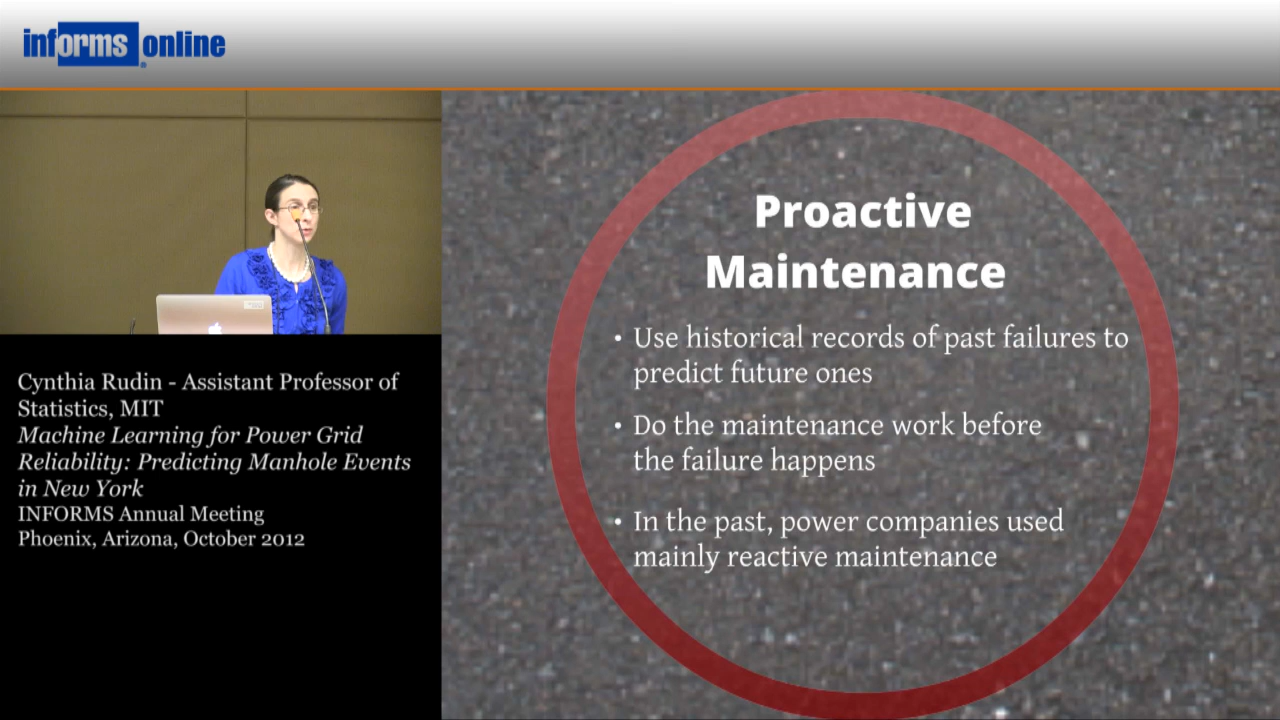 informs online
Cynthia Rudin - Assistant Professor of
Statistics, MIT
Machine Learning for Power Grid
Reliability: Predicting Manhole Events
in New York
INFORMS Annual Meeting
Phoenix, Arizona, October 2012
Proactive
Maintenance
• Use historical records of past failures to
predict future ones
• Do the maintenance work before
the failure happens
• In the past, power companies used
mainly reactive maintenance